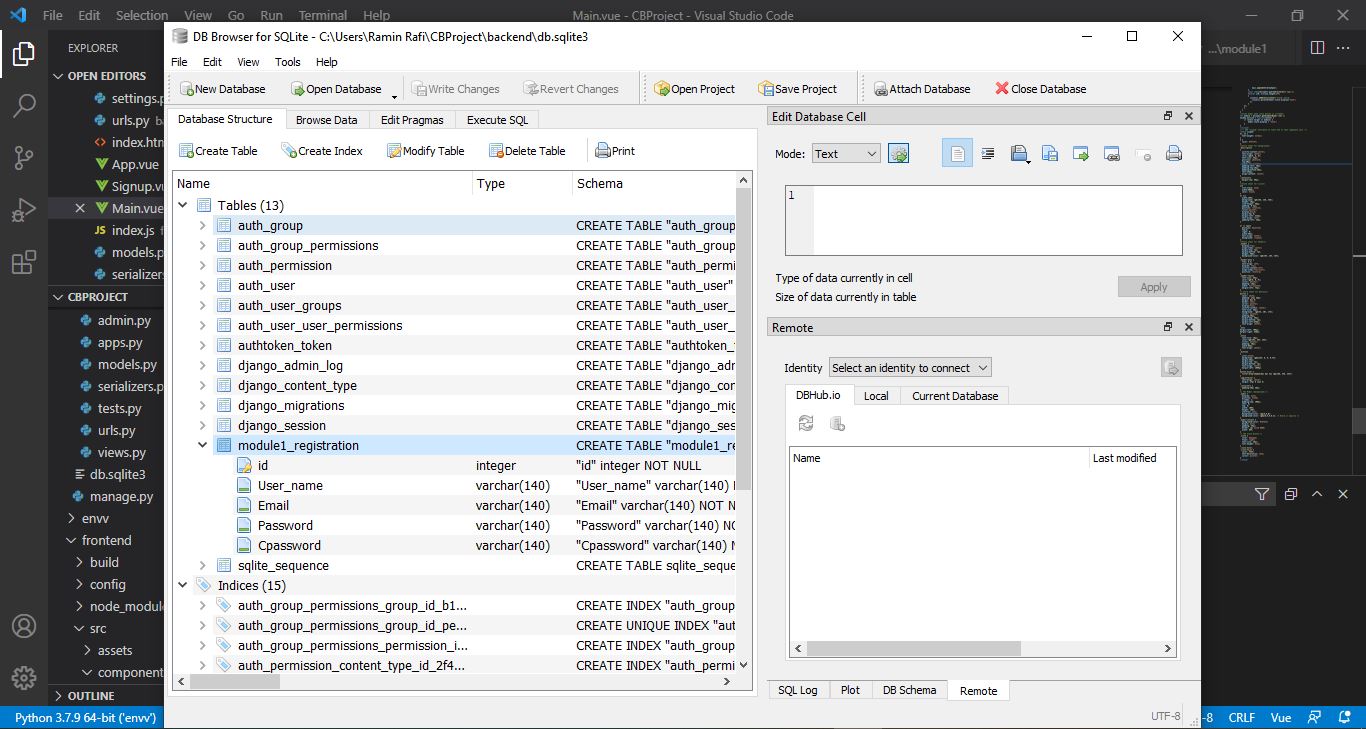 File Edit Selection View Go Run Terminal Help Main.vue - CBProject - Visual Studio Code
EXPLORER
OPEN EDITORS
settings.p
urls.py ba
index.htm
App.vue
Signup.vu
Main.vue
index.js f
models.p
serializers
CBPROJECT
admin.py
apps.py
models.py
serializers.p
tests.py
urls.py
views.py
db.sqlite3
manage.py
envv
frontend
build
config
node_modul
src
assets
component
OUTLINE
Python 3.7.9 64-bit ('envv')
DB Browser for SQLite - C:\Users\Ramin Rafi\CBProject\backend\db.sqlite3
File Edit View Tools Help
New Database Open Database Write Changes Revert Changes Open Project Save Project Attach Database Close Database
Database Structure Browse Data Edit Pragmas Execute SQL
Create Table Create Index Modify Table Delete Table Print
Name Type Schema
Tables (13)
auth_group CREATE TABLE "auth_group
auth_group_permissions CREATE TABLE "auth_group
auth_permission CREATE TABLE "auth_permi
auth_user CREATE TABLE "auth_user"
auth_user_groups CREATE TABLE "auth_user_
auth_user_user_permissions CREATE TABLE "auth_user_
authtoken_token CREATE TABLE "authtoken_
django_admin_log CREATE TABLE "django_adr
django_content_type CREATE TABLE "django_cor
django_migrations CREATE TABLE "django_mig
django_session CREATE TABLE "django_ses
module1_registration CREATE TABLE "module1_re
id integer "id" integer NOT NULL
User_name varchar(140) "User_name" varchar(140) N
Email varchar(140) "Email" varchar(140) NOT N
Password varchar(140) "Password" varchar(140) NO
Cpassword varchar(140) "Cpassword" varchar(140) N
sqlite_sequence CREATE TABLE sqlite_seque
Indices (15)
auth_group_permissions_group_id_b1... CREATE INDEX "auth_group
auth_group_permissions_group_id_pe... CREATE UNIQUE INDEX "aut
auth_group_permissions_permission_i... CREATE INDEX "auth_group
auth_permission_content_type_id_2f4... CREATE INDEX "auth_permi
Edit Database Cell
Mode: Text
1
Type of data currently in cell
Size of data currently in table
Apply
Remote
Identity Select an identity to connect
DBHub.io Local Current Database
Name Last modified
SQL Log Plot DB Schema Remote
UTF-8
...\module1
-8 CRLF Vue